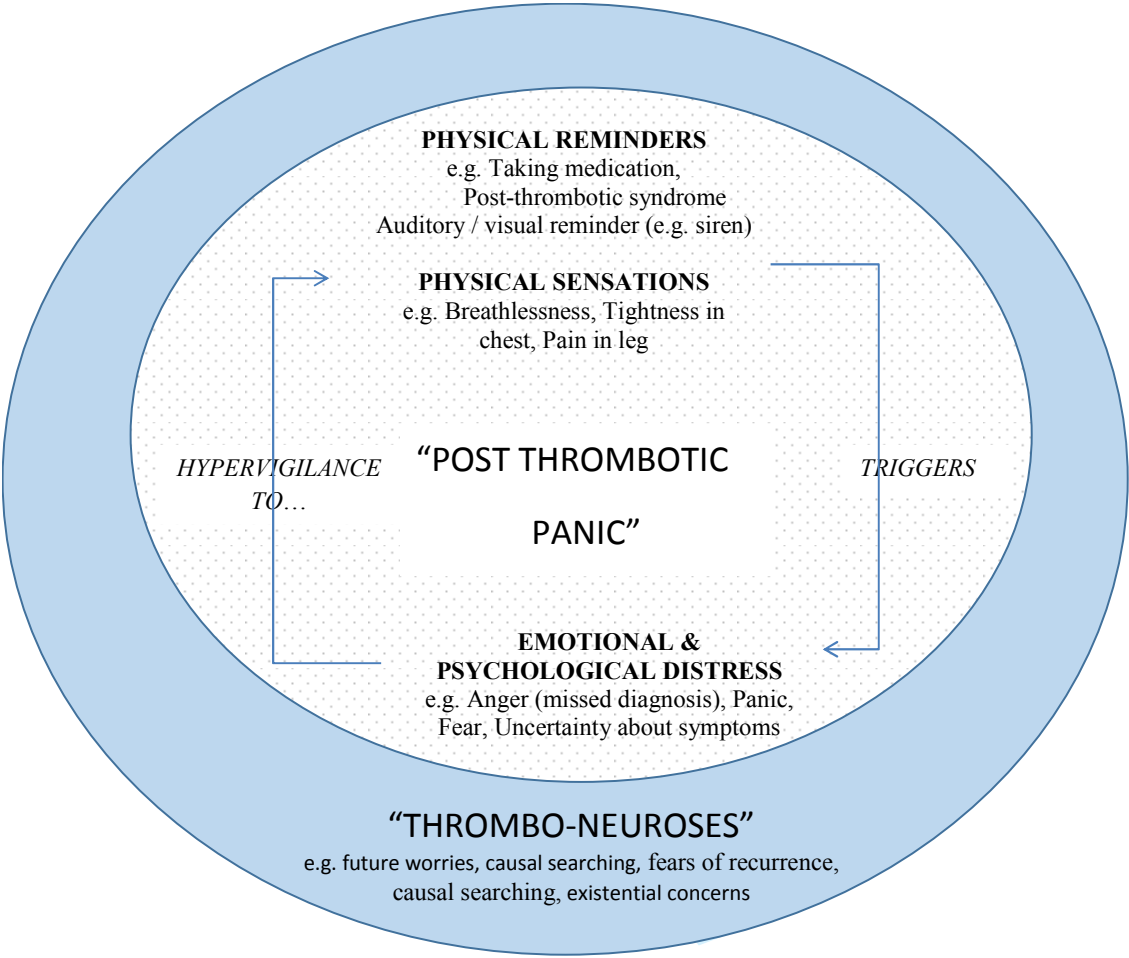 PHYSICAL REMINDERS
e.g. Taking medication,
Post-thrombotic syndrome
Auditory / visual reminder (e.g. siren)
PHYSICAL SENSATIONS
e.g. Breathlessness, Tightness in
chest, Pain in leg
HYPERVIGILANCE
TO…
“POST THROMBOTIC
PANIC”
TRIGGERS
EMOTIONAL &
PSYCHOLOGICAL DISTRESS
e.g. Anger (missed diagnosis), Panic,
Fear, Uncertainty about symptoms
“THROMBO-NEUROSES”
e.g. future worries, causal searching, fears of recurrence,
causal searching, existential concerns